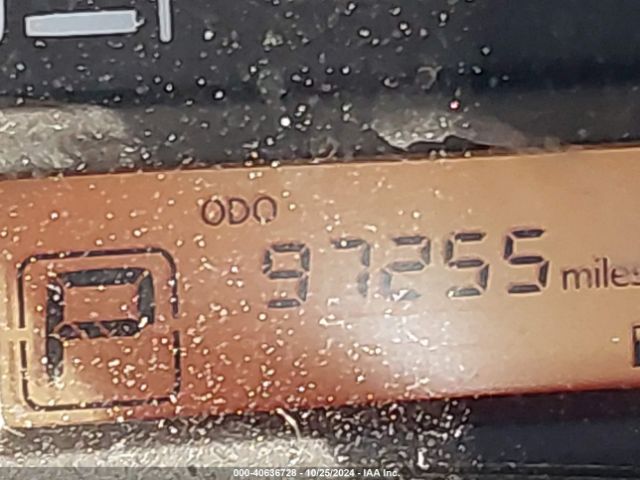 ODO
97255 miles
P
000-40636728 - 10/25/2024 - IAA Inc.